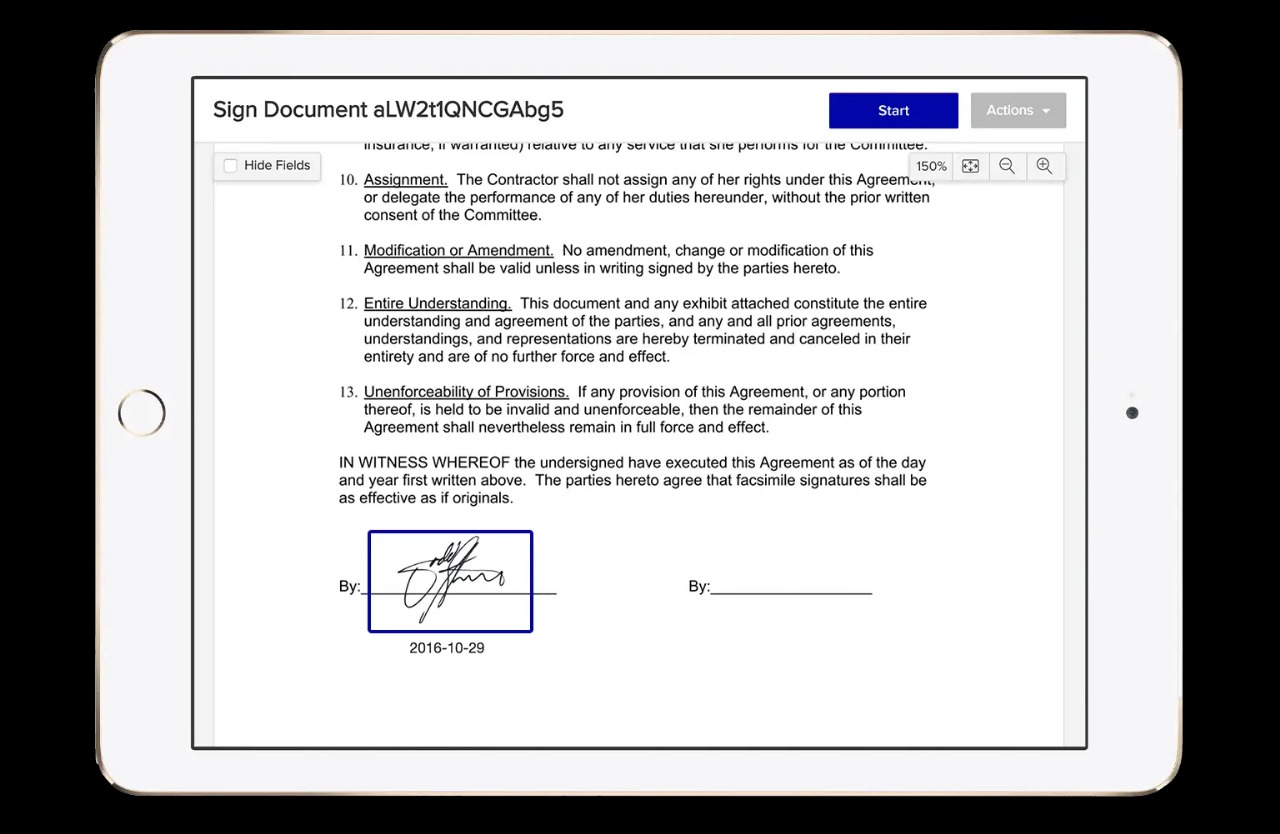 Sign Document aLW2t1QNCGAbg5
Start
Actions
insurance, if warranted) relative to any service that she performs for the Committee.
Hide Fields
150%
10. Assignment. The Contractor shall not assign any of her rights under this Agreement,
or delegate the performance of any of her duties hereunder, without the prior written
consent of the Committee.
11. Modification or Amendment. No amendment, change or modification of this
Agreement shall be valid unless in writing signed by the parties hereto.
12. Entire Understanding. This document and any exhibit attached constitute the entire
understanding and agreement of the parties, and any and all prior agreements,
understandings, and representations are hereby terminated and canceled in their
entirety and are of no further force and effect.
13. Unenforceability of Provisions. If any provision of this Agreement, or any portion
thereof, is held to be invalid and unenforceable, then the remainder of this
Agreement shall nevertheless remain in full force and effect.
IN WITNESS WHEREOF the undersigned have executed this Agreement as of the day
and year first written above. The parties hereto agree that facsimile signatures shall be
as effective as if originals.
By: By:
2016-10-29